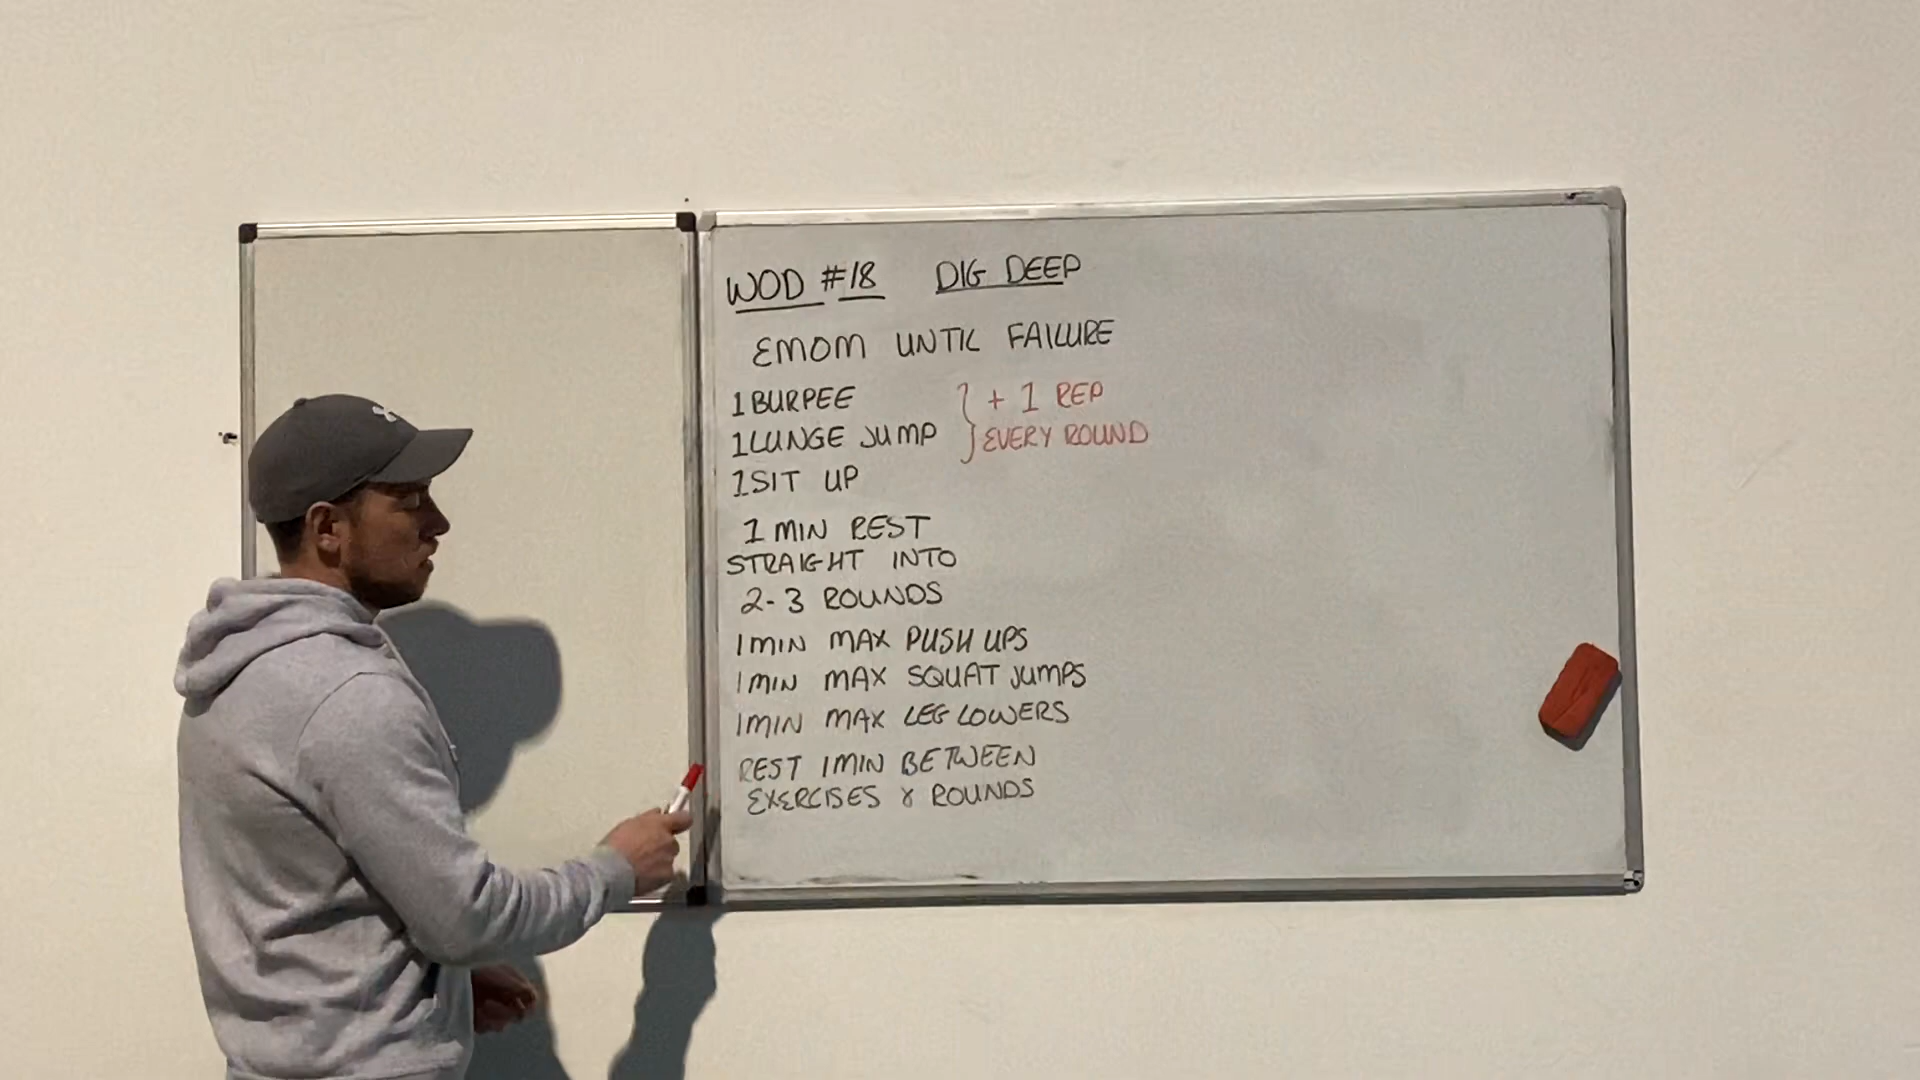 WOD #18 DIG DEEP
EMOM UNTIL FAILURE
1 BURPEE } + 1 REP
1 LUNGE JUMP } EVERY ROUND
1 SIT UP
1 MIN REST
STRAIGHT INTO
2-3 ROUNDS
1 MIN MAX PUSH UPS
1 MIN MAX SQUAT JUMPS
1 MIN MAX LEG LOWERS
REST 1 MIN BETWEEN
EXERCISES & ROUNDS